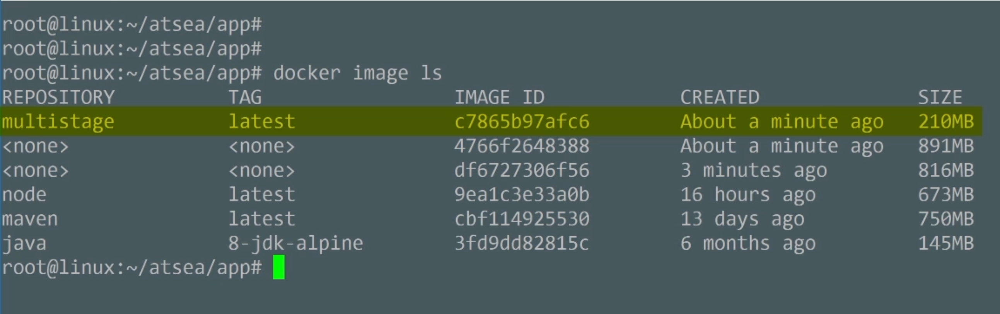 root@linux:~/atsea/app#
root@linux:~/atsea/app#
root@linux:~/atsea/app# docker image ls
REPOSITORY TAG IMAGE ID CREATED SIZE
multistage latest c7865b97afc6 About a minute ago 210MB
<none> <none> 4766f2648388 About a minute ago 891MB
<none> <none> df6727306f56 3 minutes ago 816MB
node latest 9ea1c3e33a0b 16 hours ago 673MB
maven latest cbf114925530 13 days ago 750MB
java 8-jdk-alpine 3fd9dd82815c 6 months ago 145MB
root@linux:~/atsea/app#